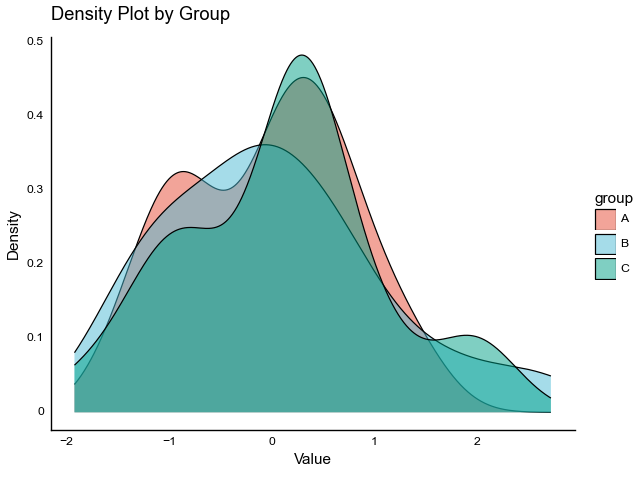 Density Plot by Group
0.5
0.4
0.3
0.2
0.1
0
Density
−2 −1 0 1 2
Value
group
A
B
C